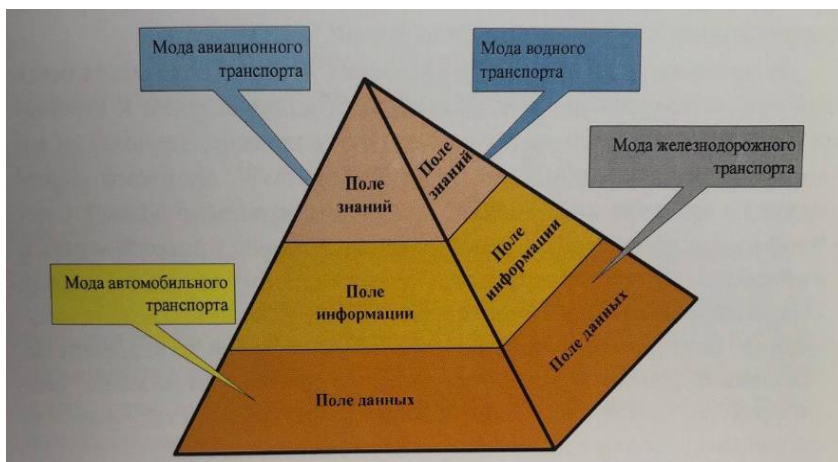 Мода авиационного
транспорта
Мода водного
транспорта
Мода железнодорожного
транспорта
Мода автомобильного
транспорта
Поле
знаний
Поле
знаний
Поле
информации
Поле
информации
Поле данных
Поле данных